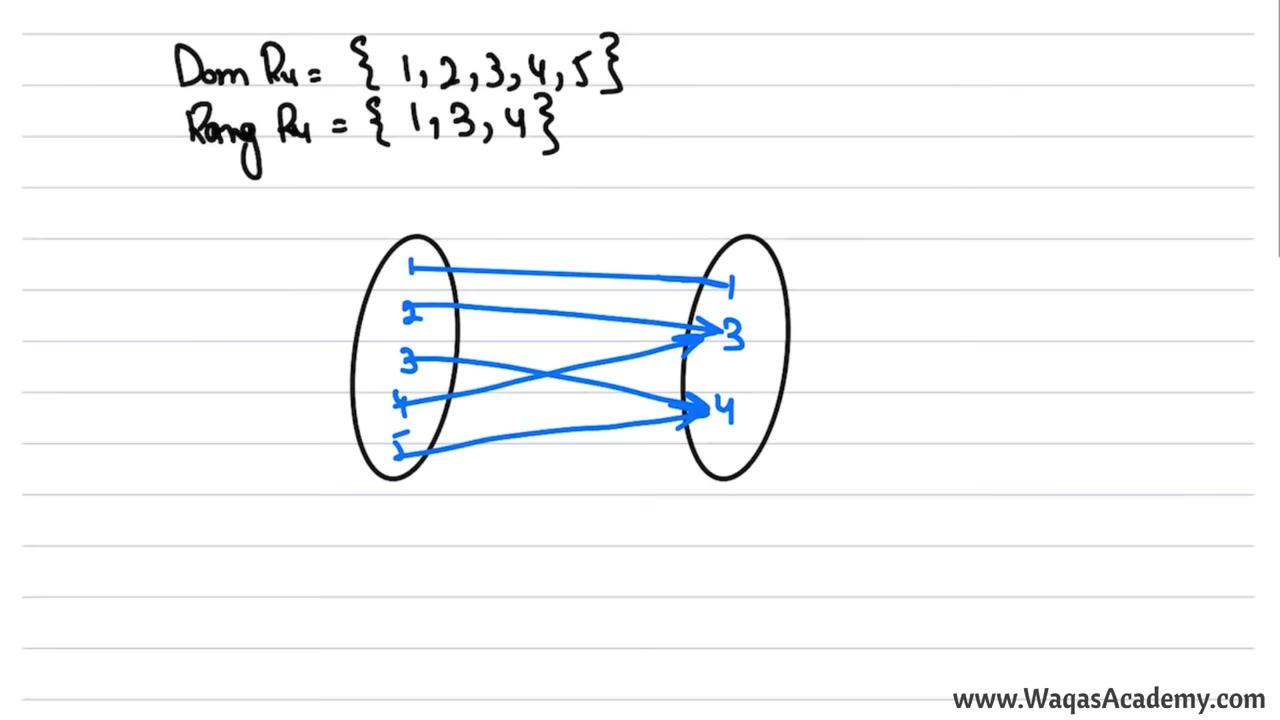 Dom R4 = { 1, 2, 3, 4, 5}
Rang R4 = { 1, 3, 4}
1 1
2 3
3
4 4
5
www.WaqasAcademy.com